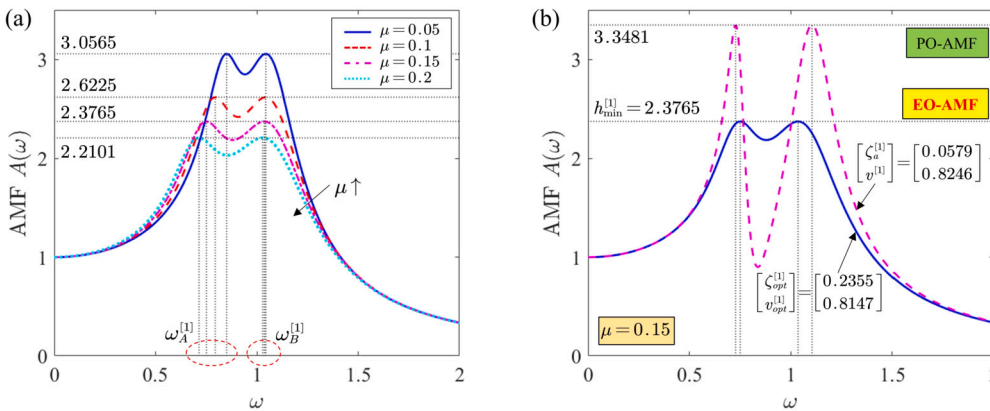 (a)
AMF A(ω)
3
2
1
0
3.0565
2.6225
2.3765
2.2101
μ = 0.05
μ = 0.1
μ = 0.15
μ = 0.2
μ ↑
ω_A^[1]
ω_B^[1]
0 0.5 1 1.5 2
ω
(b)
AMF A(ω)
3
2
1
0
3.3481
PO-AMF
h_min^[1] = 2.3765
EO-AMF
[ζ_a^[1] v^[1]] = [0.0579 0.8246]
[ζ_opt^[1] v_opt^[1]] = [0.2355 0.8147]
μ = 0.15
0 0.5 1 1.5 2
ω